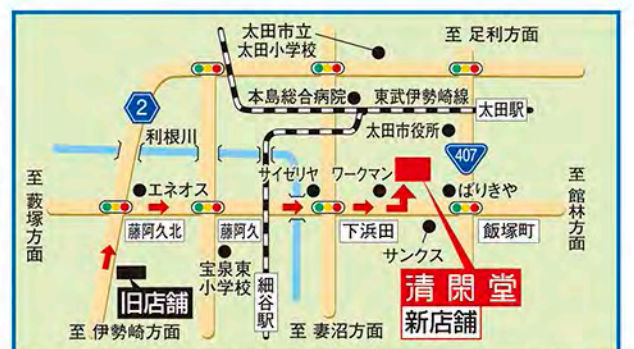 太田市立
太田小学校
至 足利方面
本島総合病院
東武伊勢崎線
太田駅
2
利根川
太田市役所
407
至 藪塚方面
エネオス
サイゼリヤ
ワークマン
ばりきや
至 館林方面
藤阿久北
藤阿久
下浜田
飯塚町
サンクス
宝泉東
小学校
細谷駅
旧店舗
清閑堂
新店舗
至 伊勢崎方面
至 妻沼方面